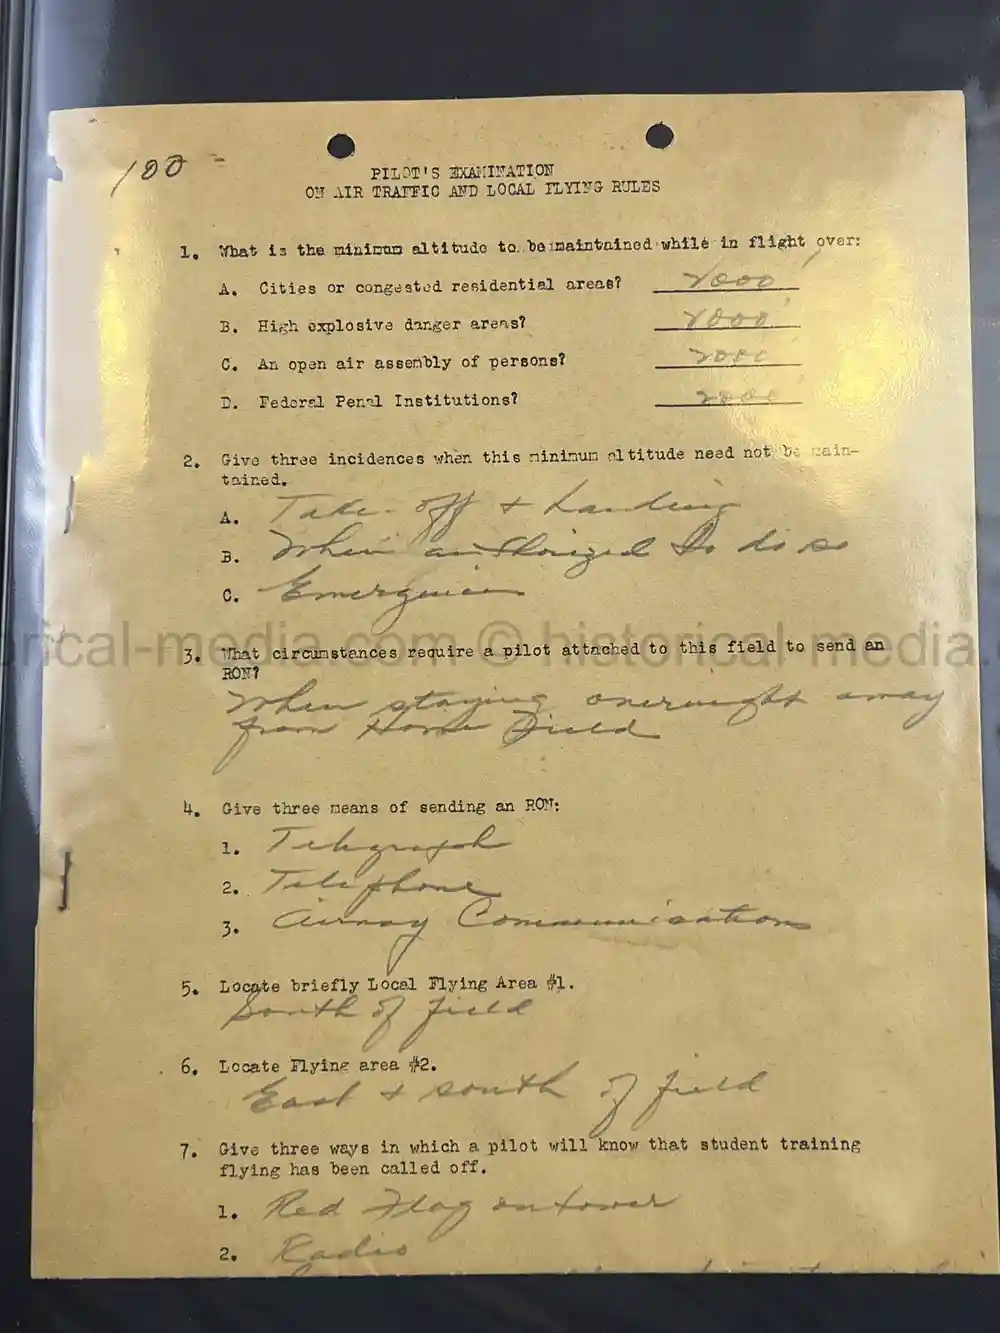 100 -
PILOT'S EXAMINATION
ON AIR TRAFFIC AND LOCAL FLYING RULES
1. What is the minimum altitude to be maintained while in flight over:
A. Cities or congested residential areas? 2000'
B. High explosive danger areas? 2000'
C. An open air assembly of persons? 2000'
D. Federal Penal Institutions? 2000'
2. Give three incidences when this minimum altitude need not be main-
tained.
A. Take-off + Landing
B. When authorized to do so
C. Emergencies
3. What circumstances require a pilot attached to this field to send an
RON?
When staying overnight away
from Home Field
4. Give three means of sending an RON:
1. Telegraph
2. Telephone
3. Airway Communications
5. Locate briefly Local Flying Area #1.
South of field
6. Locate Flying area #2.
East + south of field
7. Give three ways in which a pilot will know that student training
flying has been called off.
1. Red Flag on tower
2. Radio
orical-media.com © historical-media.